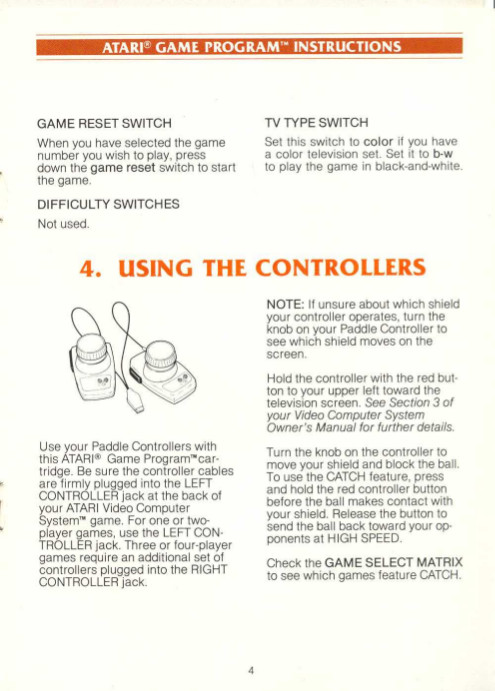 ATARI® GAME PROGRAM™ INSTRUCTIONS
GAME RESET SWITCH
When you have selected the game
number you wish to play, press
down the game reset switch to start
the game.
DIFFICULTY SWITCHES
Not used.
TV TYPE SWITCH
Set this switch to color if you have
a color television set. Set it to b-w
to play the game in black-and-white.
4. USING THE CONTROLLERS
Use your Paddle Controllers with
this ATARI® Game Program™car-
tridge. Be sure the controller cables
are firmly plugged into the LEFT
CONTROLLER jack at the back of
your ATARI Video Computer
System™ game. For one or two-
player games, use the LEFT CON-
TROLLER jack. Three or four-player
games require an additional set of
controllers plugged into the RIGHT
CONTROLLER jack.
NOTE: If unsure about which shield
your controller operates, turn the
knob on your Paddle Controller to
see which shield moves on the
screen.
Hold the controller with the red but-
ton to your upper left toward the
television screen. See Section 3 of
your Video Computer System
Owner's Manual for further details.
Turn the knob on the controller to
move your shield and block the ball.
To use the CATCH feature, press
and hold the red controller button
before the ball makes contact with
your shield. Release the button to
send the ball back toward your op-
ponents at HIGH SPEED.
Check the GAME SELECT MATRIX
to see which games feature CATCH.
4